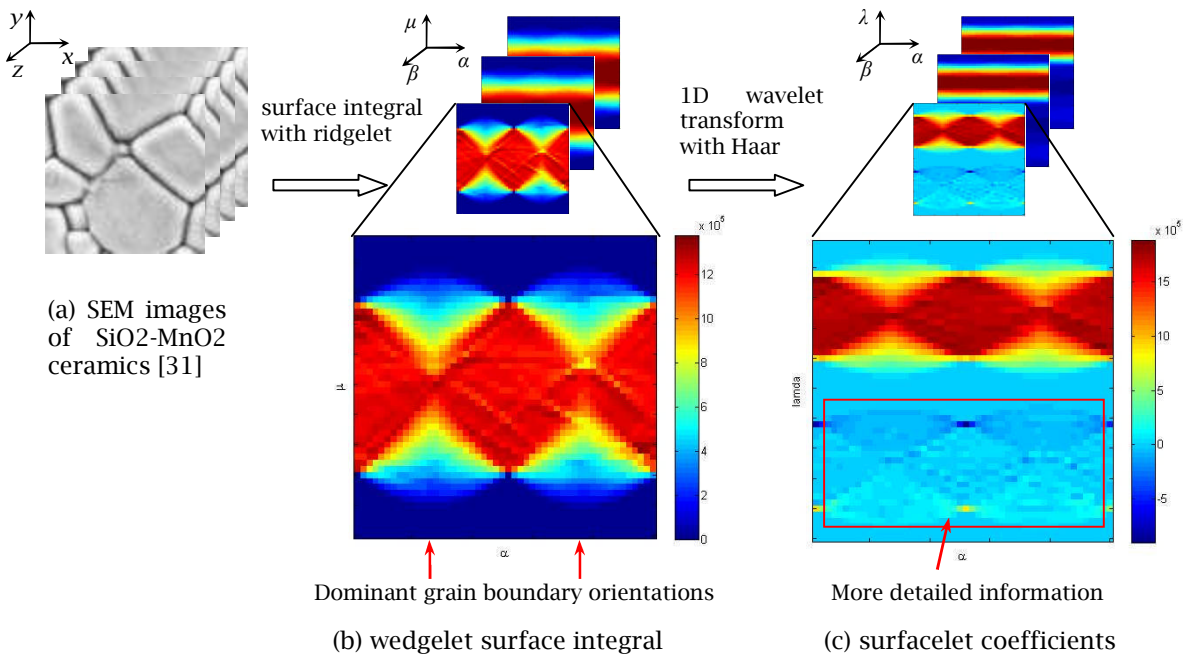 y
x
z
(a) SEM images
of SiO2-MnO2
ceramics [31]
surface integral
with ridgelet
μ
α
β
x 10^5
12
10
8
6
4
2
0
μ
α
Dominant grain boundary orientations
(b) wedgelet surface integral
1D wavelet
transform
with Haar
λ
α
β
x 10^5
15
10
5
0
-5
lamda
α
More detailed information
(c) surfacelet coefficients